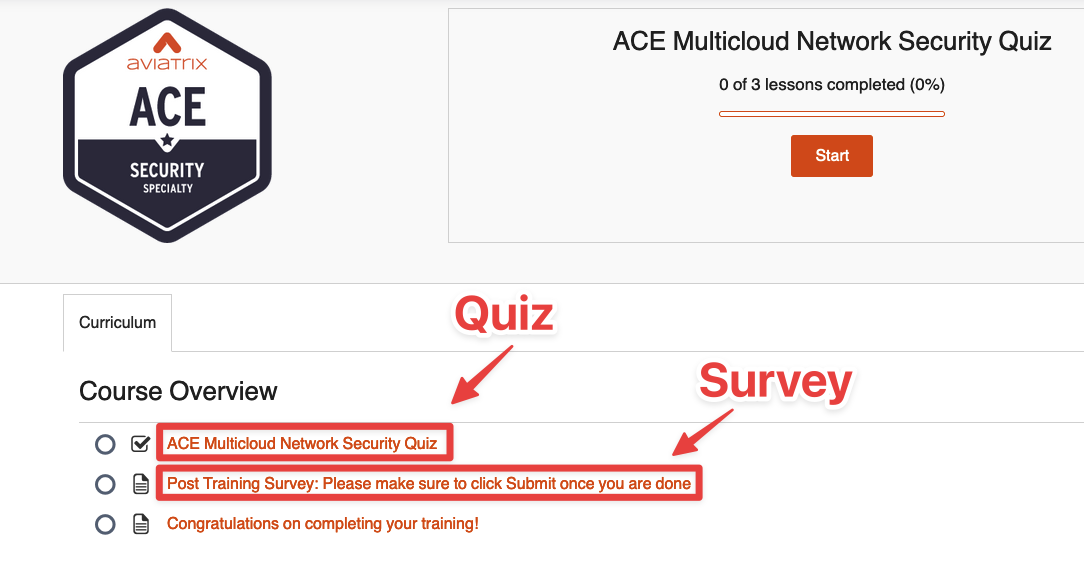 aviatrix
ACE
SECURITY
SPECIALTY
ACE Multicloud Network Security Quiz
0 of 3 lessons completed (0%)
Start
Curriculum
Quiz
Survey
Course Overview
ACE Multicloud Network Security Quiz
Post Training Survey: Please make sure to click Submit once you are done
Congratulations on completing your training!